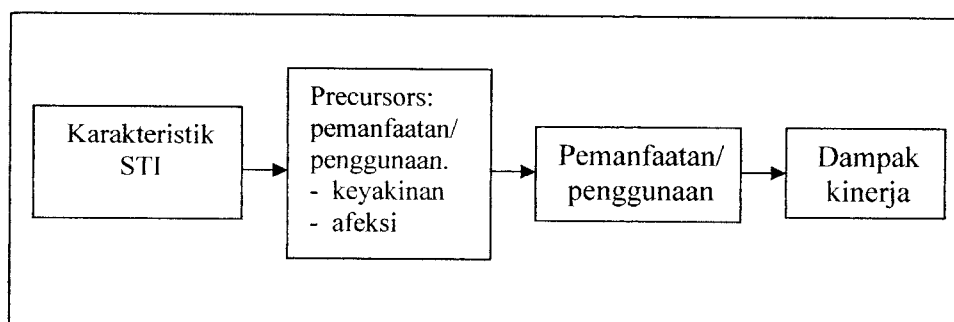 Karakteristik
STI
Precursors:
pemanfaatan/
penggunaan.
- keyakinan
- afeksi
Pemanfaatan/
penggunaan
Dampak
kinerja